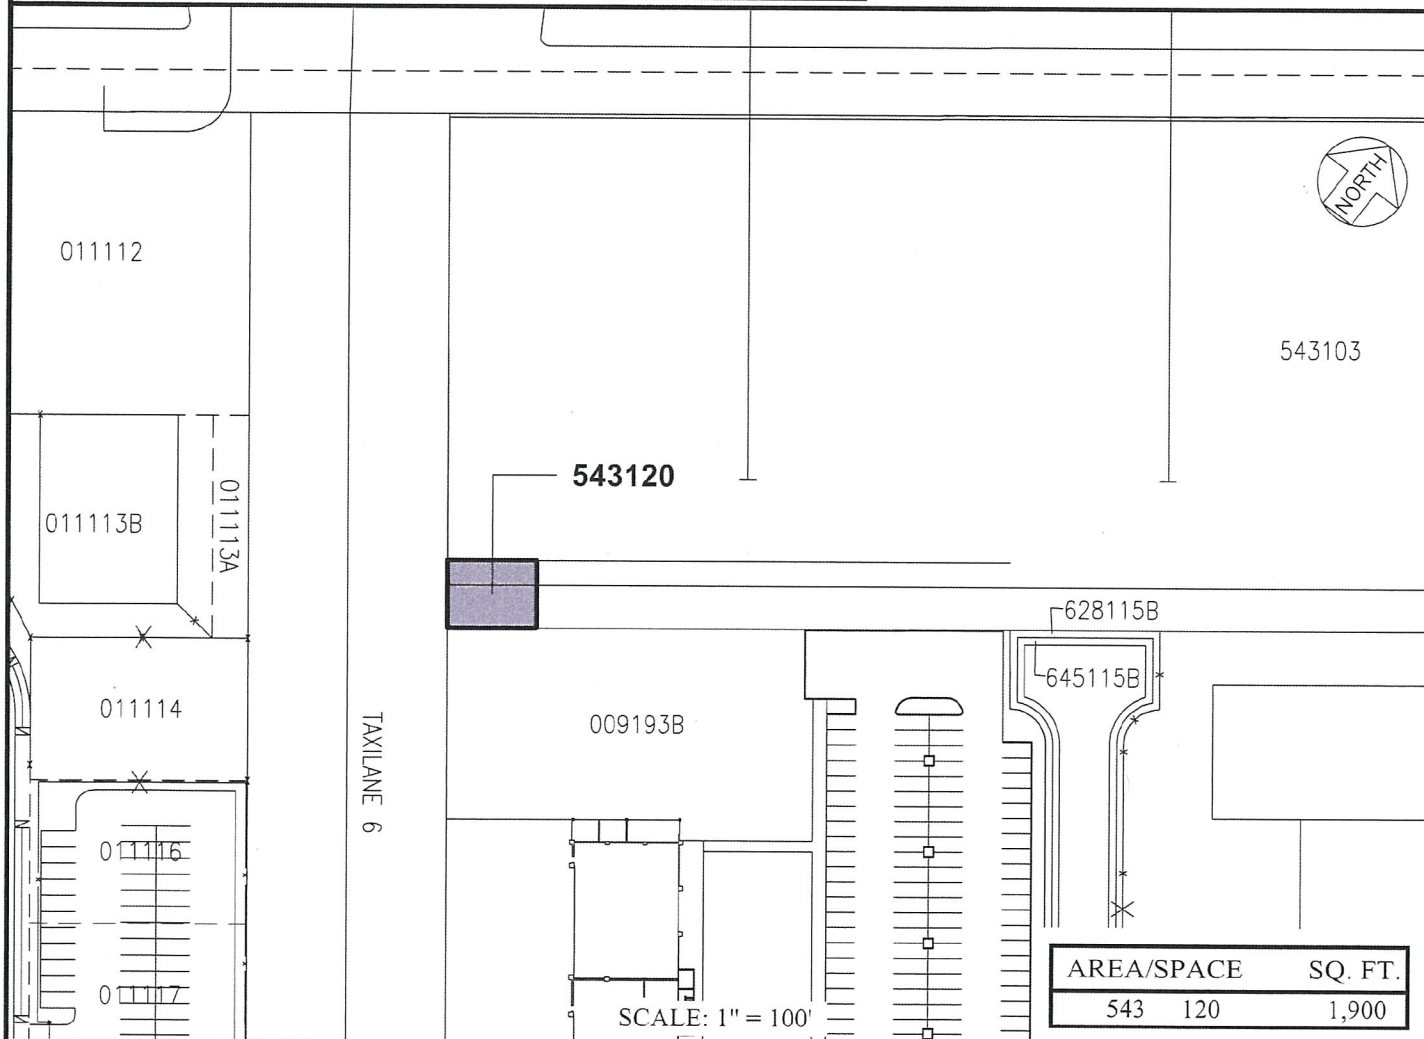 NORTH
011112
543103
543120
011113B
011113A
628115B
645115B
011114
009193B
TAXILANE 6
011116
011117
SCALE: 1" = 100'
AREA/SPACE SQ. FT.
543 120 1,900